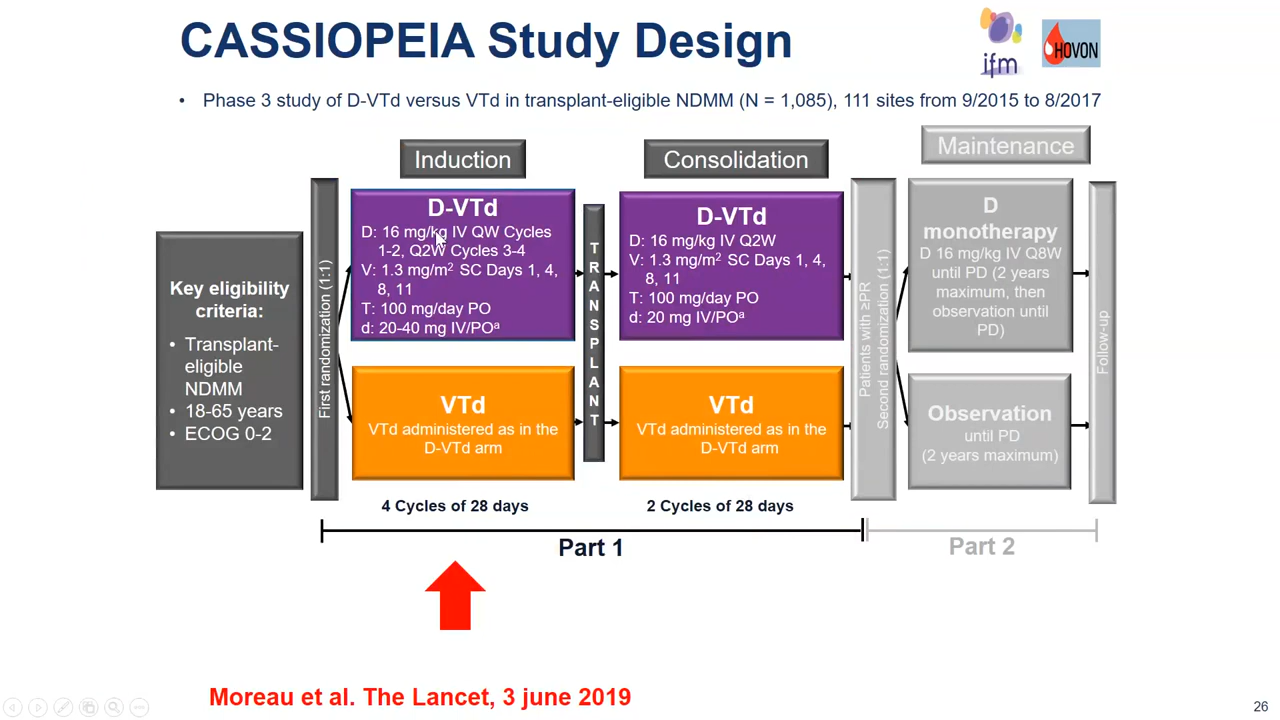 CASSIOPEIA Study Design
ifm
HOVON
• Phase 3 study of D-VTd versus VTd in transplant-eligible NDMM (N = 1,085), 111 sites from 9/2015 to 8/2017
Key eligibility
criteria:
• Transplant-
eligible
NDMM
• 18-65 years
• ECOG 0-2
First randomization (1:1)
Induction
D-VTd
D: 16 mg/kg IV QW Cycles
1-2, Q2W Cycles 3-4
V: 1.3 mg/m² SC Days 1, 4,
8, 11
T: 100 mg/day PO
d: 20-40 mg IV/POᵃ
VTd
VTd administered as in the
D-VTd arm
4 Cycles of 28 days
TRANSPLANT
Consolidation
D-VTd
D: 16 mg/kg IV Q2W
V: 1.3 mg/m² SC Days 1, 4,
8, 11
T: 100 mg/day PO
d: 20 mg IV/POᵃ
VTd
VTd administered as in the
D-VTd arm
2 Cycles of 28 days
Part 1
Patients with ≥PR
Second randomization (1:1)
Maintenance
D
monotherapy
D 16 mg/kg IV Q8W
until PD (2 years
maximum, then
observation until
PD)
Observation
until PD
(2 years maximum)
Follow-up
Part 2
Moreau et al. The Lancet, 3 june 2019
26